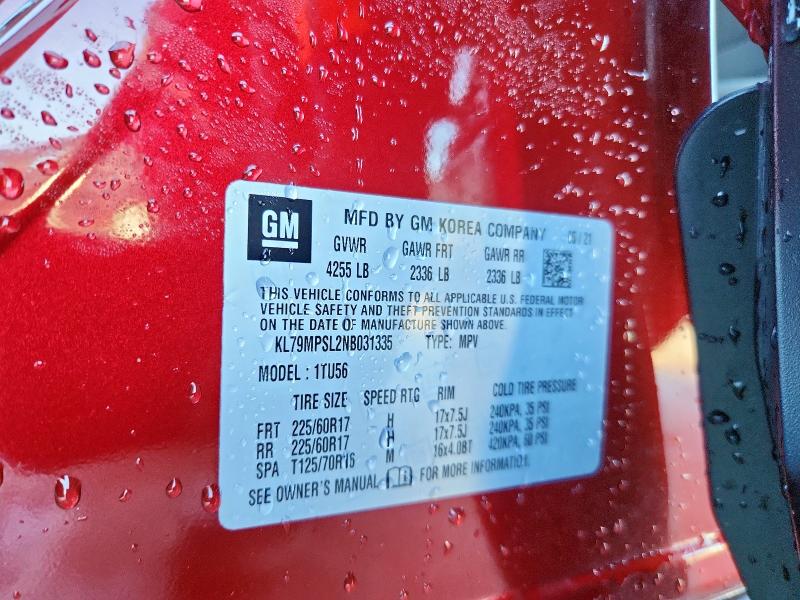 GM
MFD BY GM KOREA COMPANY 05/21
GVWR GAWR FRT GAWR RR
4255 LB 2336 LB 2336 LB
THIS VEHICLE CONFORMS TO ALL APPLICABLE U.S. FEDERAL MOTOR
VEHICLE SAFETY AND THEFT PREVENTION STANDARDS IN EFFECT
ON THE DATE OF MANUFACTURE SHOWN ABOVE.
KL79MPSL2NB031335 TYPE: MPV
MODEL : 1TU56
TIRE SIZE SPEED RTG RIM COLD TIRE PRESSURE
FRT 225/60R17 H 17x7.5J 240KPA, 35 PSI
RR 225/60R17 H 17x7.5J 240KPA, 35 PSI
SPA T125/70R16 M 16x4.0BT 420KPA, 60 PSI
SEE OWNER'S MANUAL FOR MORE INFORMATION.